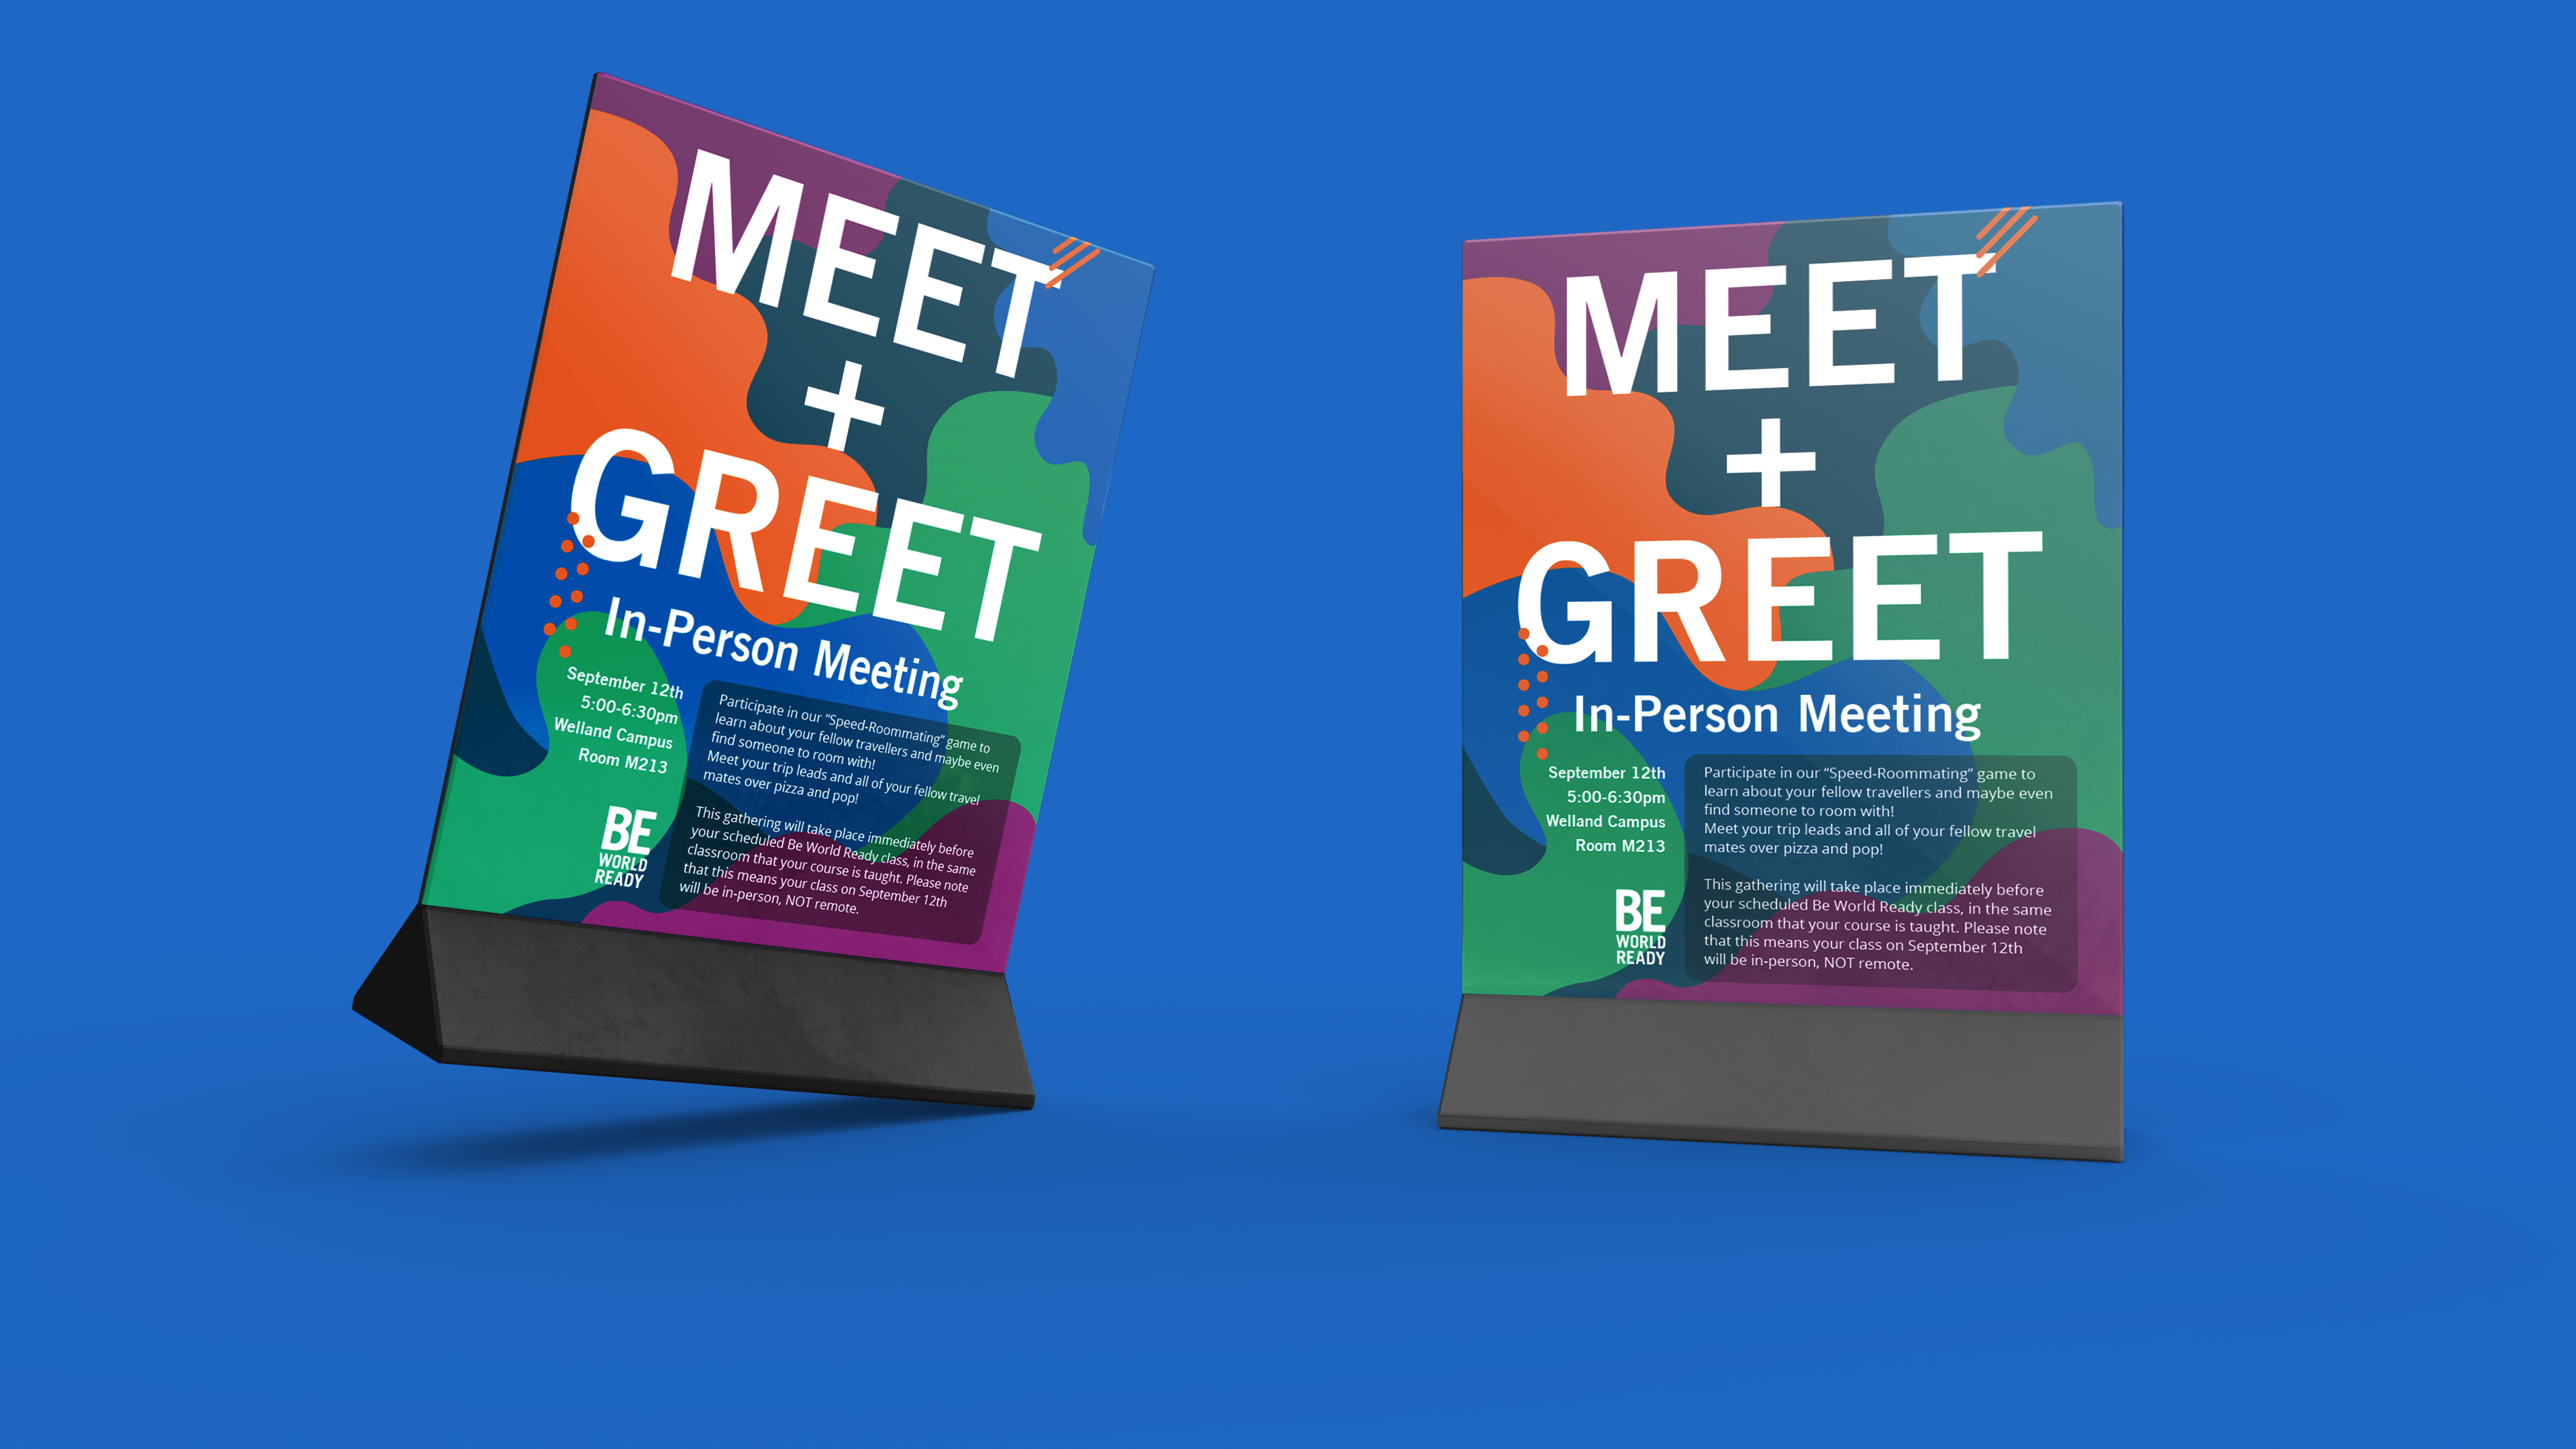 MEET
+
GREET
In-Person Meeting
September 12th
5:00-6:30pm
Welland Campus
Room M213
Participate in our “Speed-Roommating” game to
learn about your fellow travellers and maybe even
find someone to room with!
Meet your trip leads and all of your fellow travel
mates over pizza and pop!
This gathering will take place immediately before
your scheduled Be World Ready class, in the same
classroom that your course is taught. Please note
that this means your class on September 12th
will be in-person, NOT remote.
BE
WORLD
READY
MEET
+
GREET
In-Person Meeting
September 12th
5:00-6:30pm
Welland Campus
Room M213
Participate in our “Speed-Roommating” game to
learn about your fellow travellers and maybe even
find someone to room with!
Meet your trip leads and all of your fellow travel
mates over pizza and pop!
This gathering will take place immediately before
your scheduled Be World Ready class, in the same
classroom that your course is taught. Please note
that this means your class on September 12th
will be in-person, NOT remote.
BE
WORLD
READY